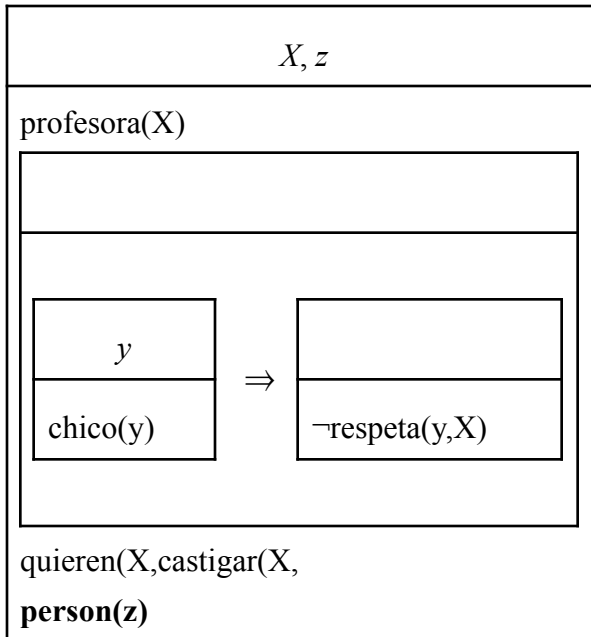 X, z
profesora(X)
y
⇒
chico(y)
¬respeta(y,X)
quieren(X,castigar(X,
person(z)